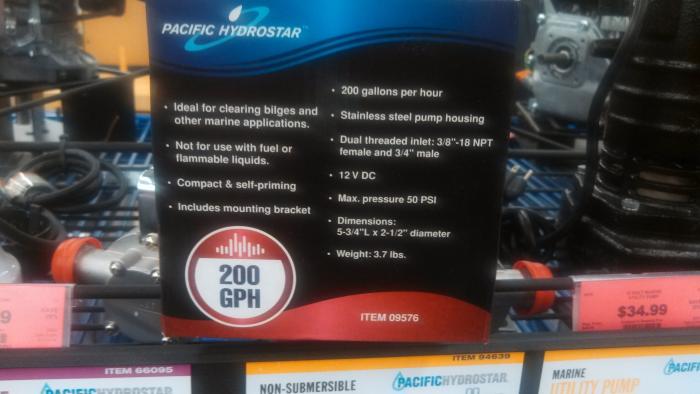 PACIFIC HYDROSTAR™
• Ideal for clearing bilges and
other marine applications.
• Not for use with fuel or
flammable liquids.
• Compact & self-priming
• Includes mounting bracket
200
GPH
• 200 gallons per hour
• Stainless steel pump housing
• Dual threaded inlet: 3/8"-18 NPT
female and 3/4" male
• 12 V DC
• Max. pressure 50 PSI
• Dimensions:
5-3/4"L x 2-1/2" diameter
• Weight: 3.7 lbs.
ITEM 09576
9
$34.99
ITEM 66095
PACIFICHYDROSTAR
ITEM 94639
NON-SUBMERSIBLE
PACIFICHYDROSTAR
MARINE
UTILITY PUMP
PACIFIC